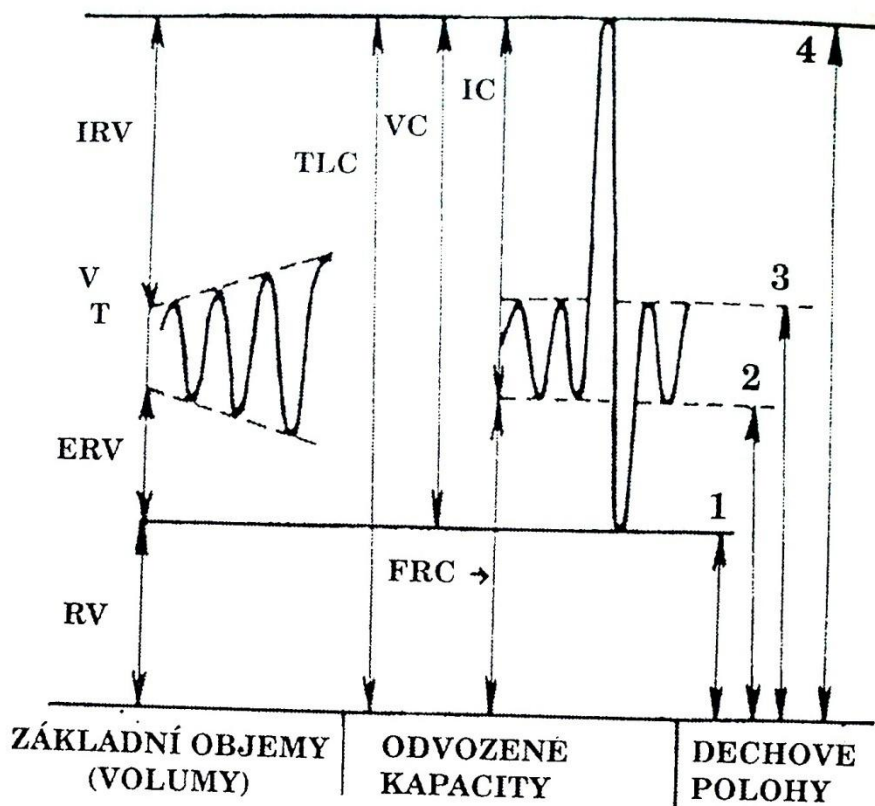 4
IC
IRV
VC
TLC
V
T
3
2
ERV
1
FRC →
RV
ZÁKLADNÍ OBJEMY
(VOLUMY)
ODVOZENÉ
KAPACITY
DECHOVE
POLOHY